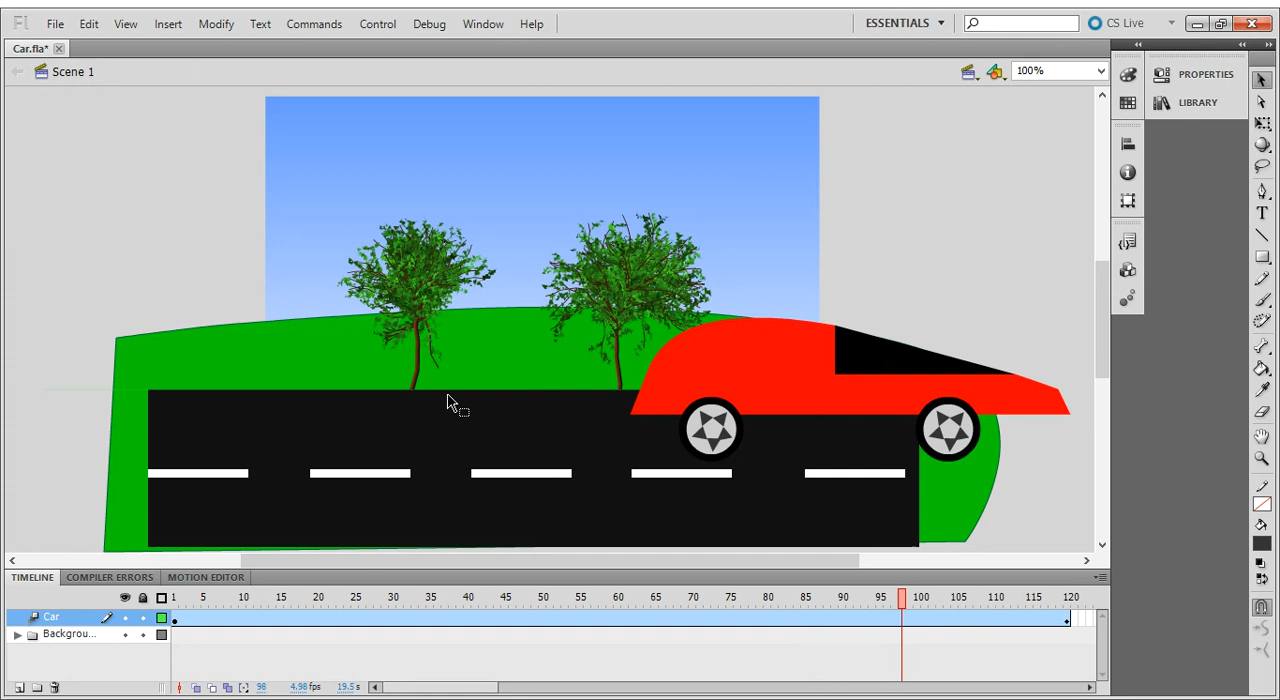 Fl File Edit View Insert Modify Text Commands Control Debug Window Help ESSENTIALS CS Live
Car.fla*
Scene 1 100%
PROPERTIES
LIBRARY
T
TIMELINE COMPILER ERRORS MOTION EDITOR
1 5 10 15 20 25 30 35 40 45 50 55 60 65 70 75 80 85 90 95 100 105 110 115 120
Car
Backgrou...
98 4.98 fps 19.5 s